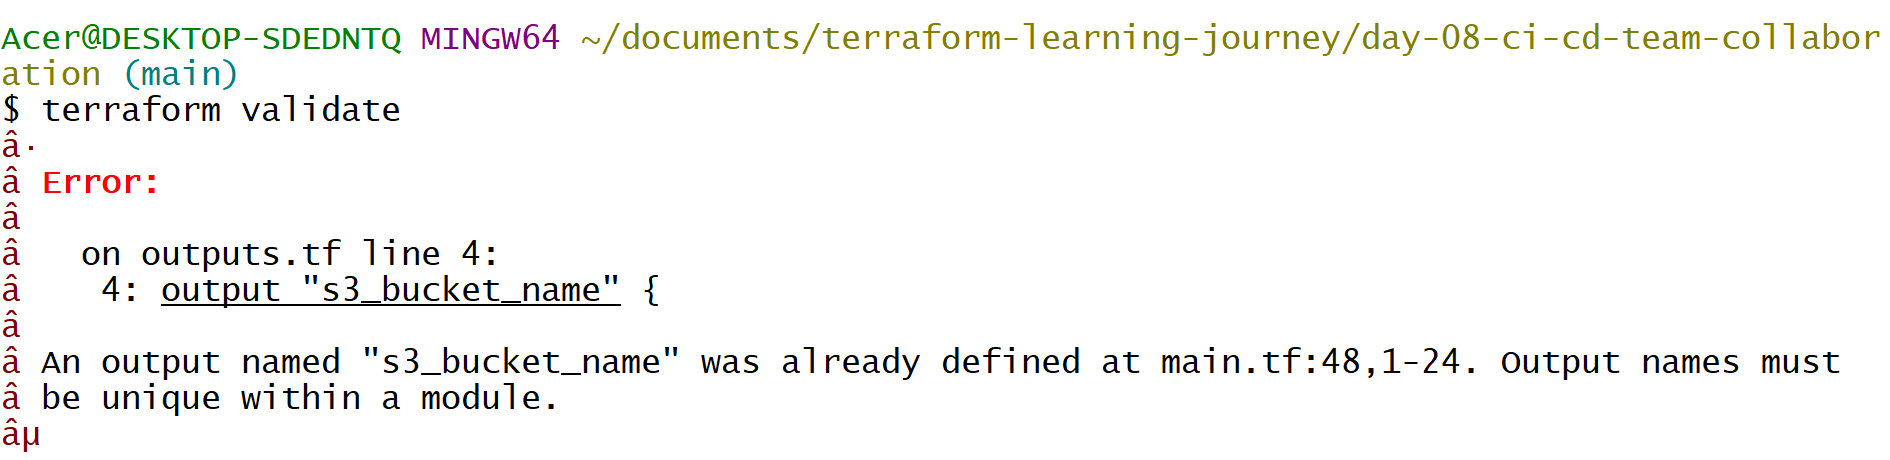 Acer@DESKTOP-SDEDNTQ MINGW64 ~/documents/terraform-learning-journey/day-08-ci-cd-team-collabor
ation (main)
$ terraform validate
â·
â Error:
â
â   on outputs.tf line 4:
â    4: output "s3_bucket_name" {
â
â An output named "s3_bucket_name" was already defined at main.tf:48,1-24. Output names must
â be unique within a module.
âµ